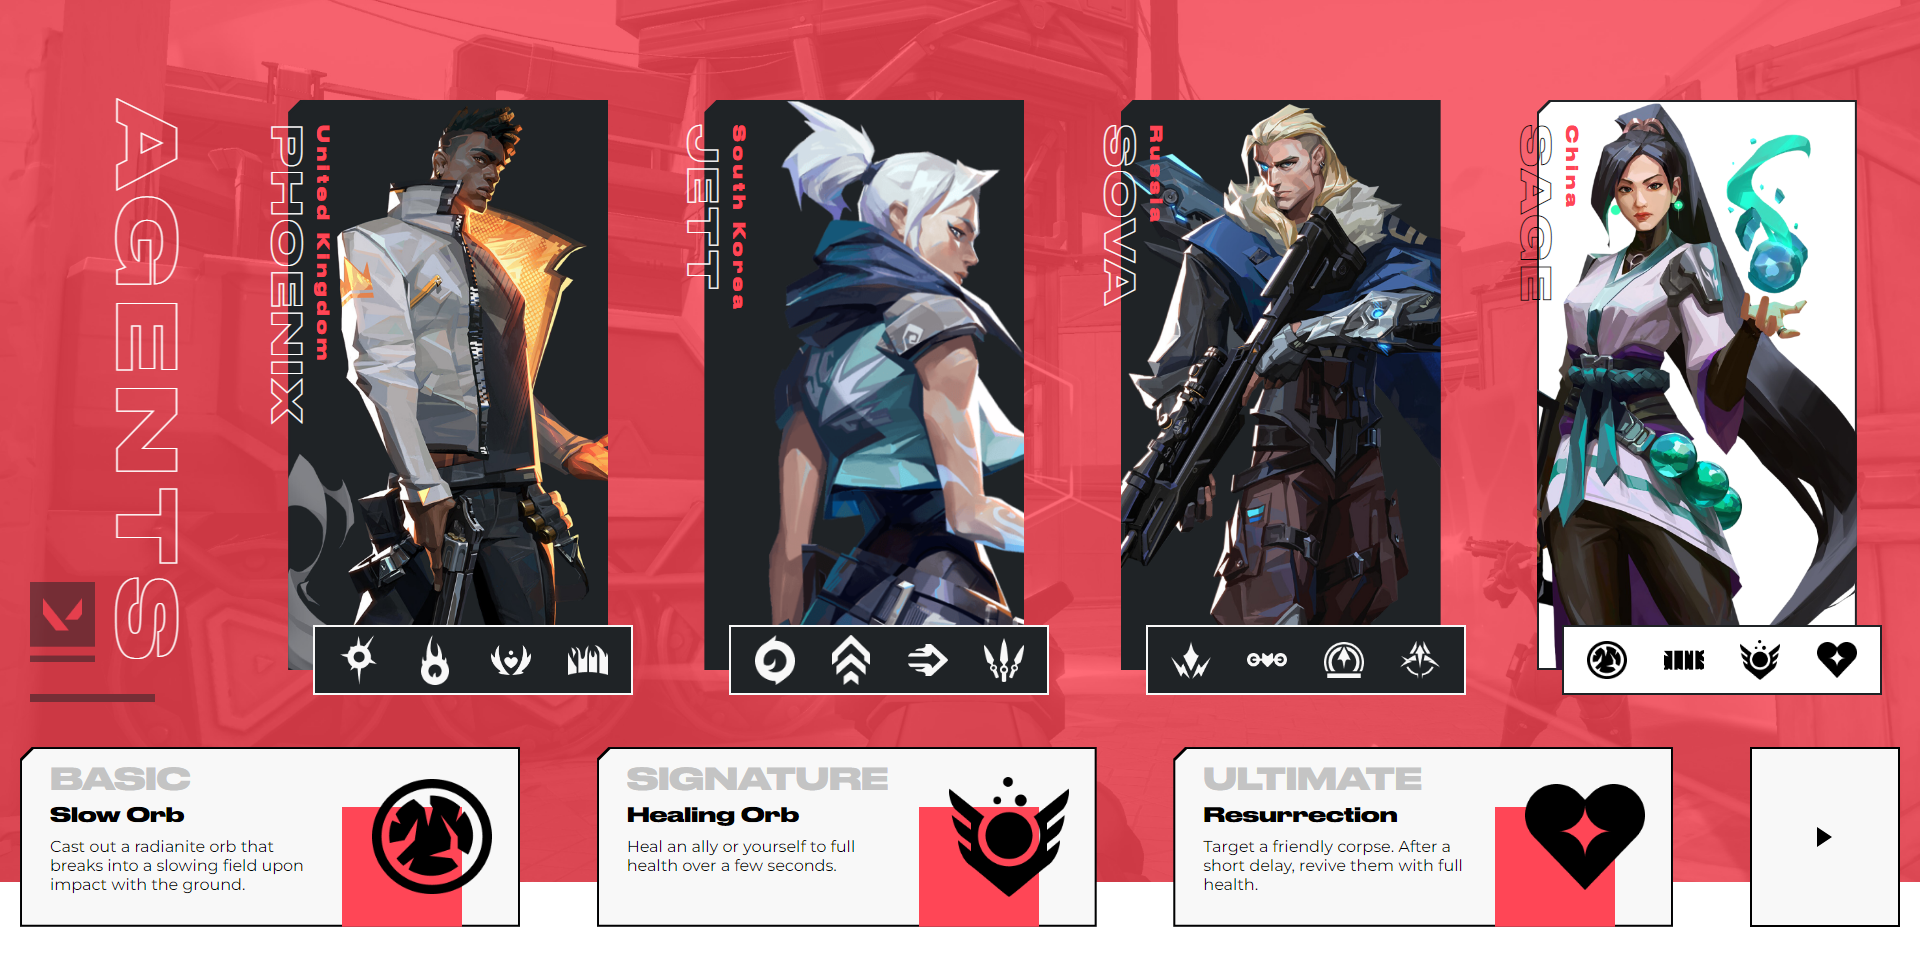 AGENTS
United Kingdom
PHOENIX
South Korea
JETT
Russia
SOVA
China
SAGE
BASIC
Slow Orb
Cast out a radianite orb that
breaks into a slowing field upon
impact with the ground.
SIGNATURE
Healing Orb
Heal an ally or yourself to full
health over a few seconds.
ULTIMATE
Resurrection
Target a friendly corpse. After a
short delay, revive them with full
health.